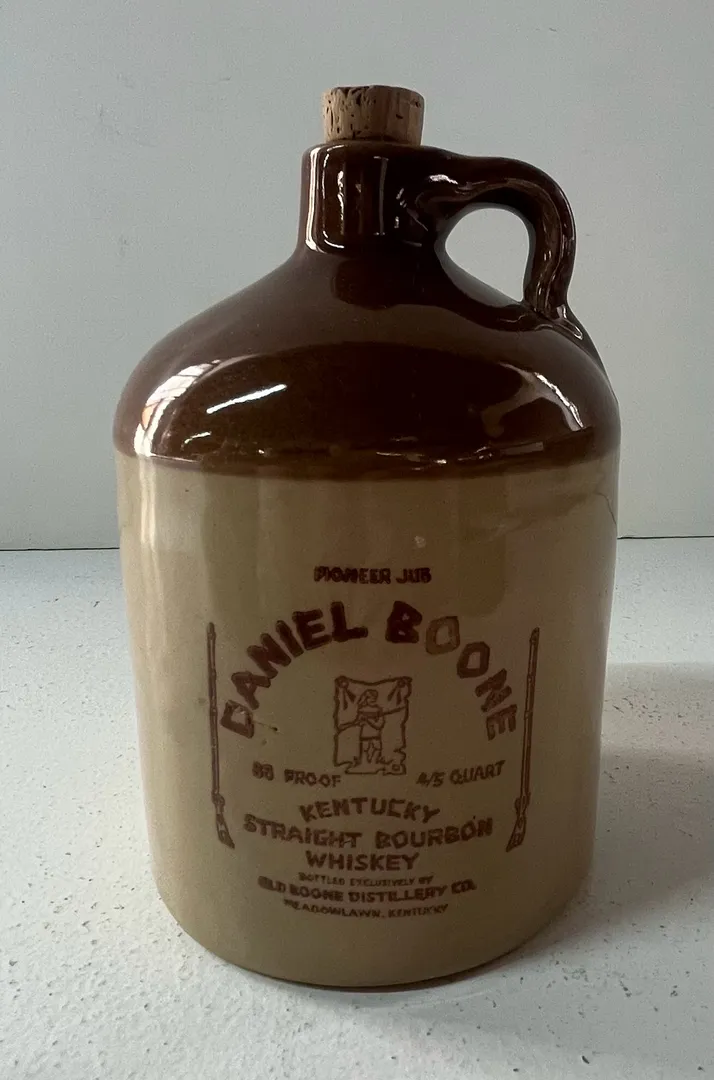 PIONEER JUG
DANIEL BOONE
86 PROOF
4/5 QUART
KENTUCKY
STRAIGHT BOURBON
WHISKEY
BOTTLED EXCLUSIVELY BY
OLD BOONE DISTILLERY CO.
MEADOWLAWN, KENTUCKY